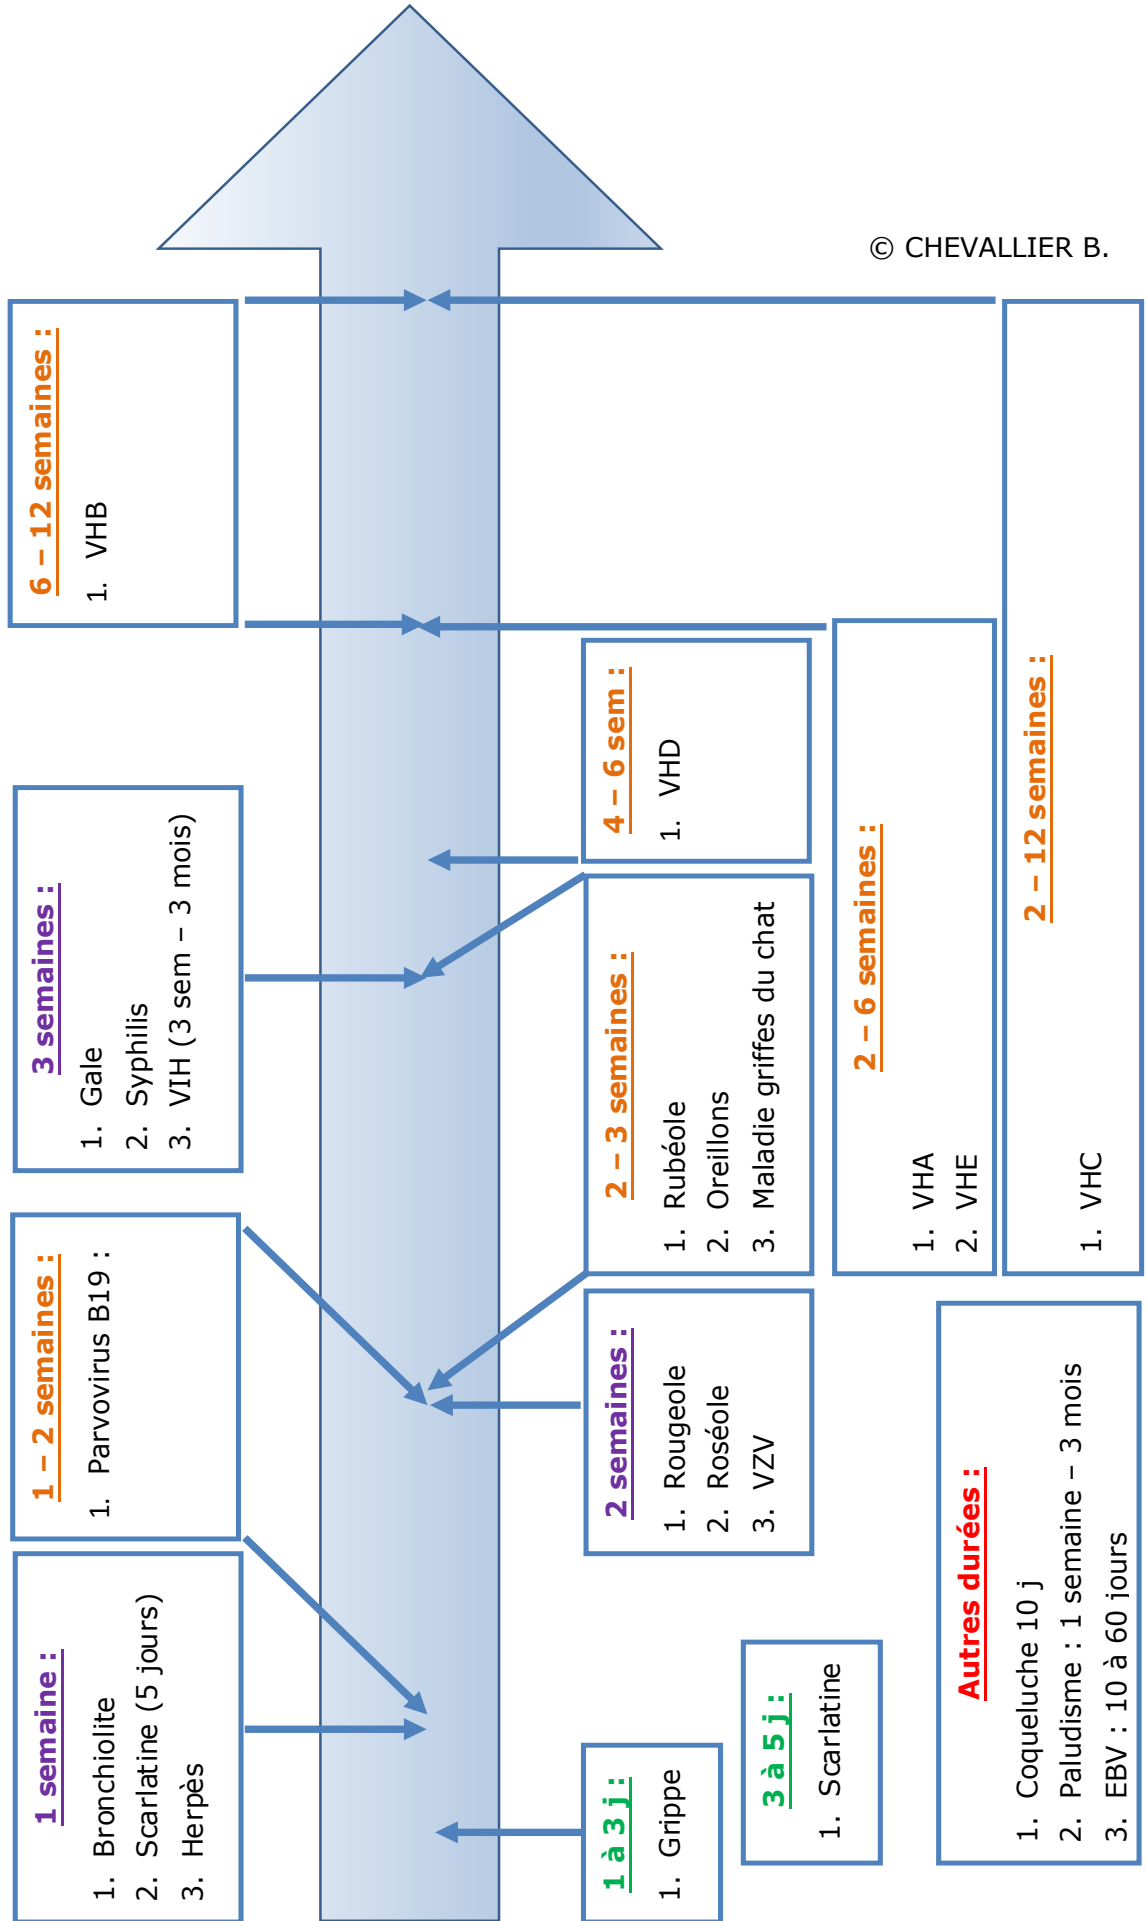 1 semaine :
1. Bronchiolite
2. Scarlatine (5 jours)
3. Herpès
1 – 2 semaines :
1. Parvovirus B19 :
3 semaines :
1. Gale
2. Syphilis
3. VIH (3 sem – 3 mois)
6 – 12 semaines :
1. VHB
1 à 3 j :
1. Grippe
3 à 5 j :
1. Scarlatine
2 semaines :
1. Rougeole
2. Roséole
3. VZV
2 – 3 semaines :
1. Rubéole
2. Oreillons
3. Maladie griffes du chat
4 – 6 sem :
1. VHD
2 – 6 semaines :
1. VHA
2. VHE
2 – 12 semaines :
1. VHC
Autres durées :
1. Coqueluche 10 j
2. Paludisme : 1 semaine – 3 mois
3. EBV : 10 à 60 jours
© CHEVALLIER B.